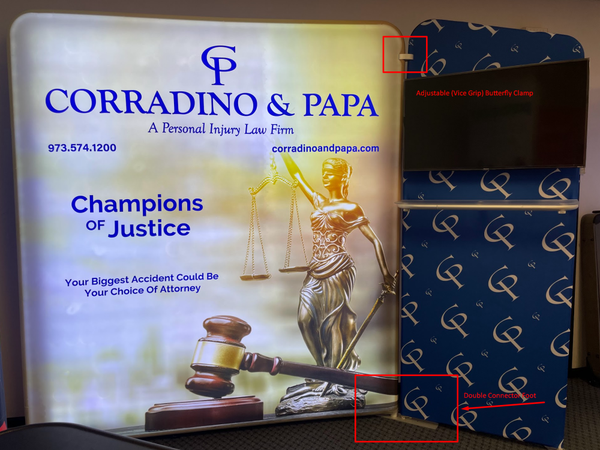 CP
CORRADINO & PAPA
A Personal Injury Law Firm
973.574.1200
corradinoandpapa.com
Champions
OF Justice
Your Biggest Accident Could Be
Your Choice Of Attorney
Adjustable (Vice Grip) Butterfly Clamp
Double Connector Foot